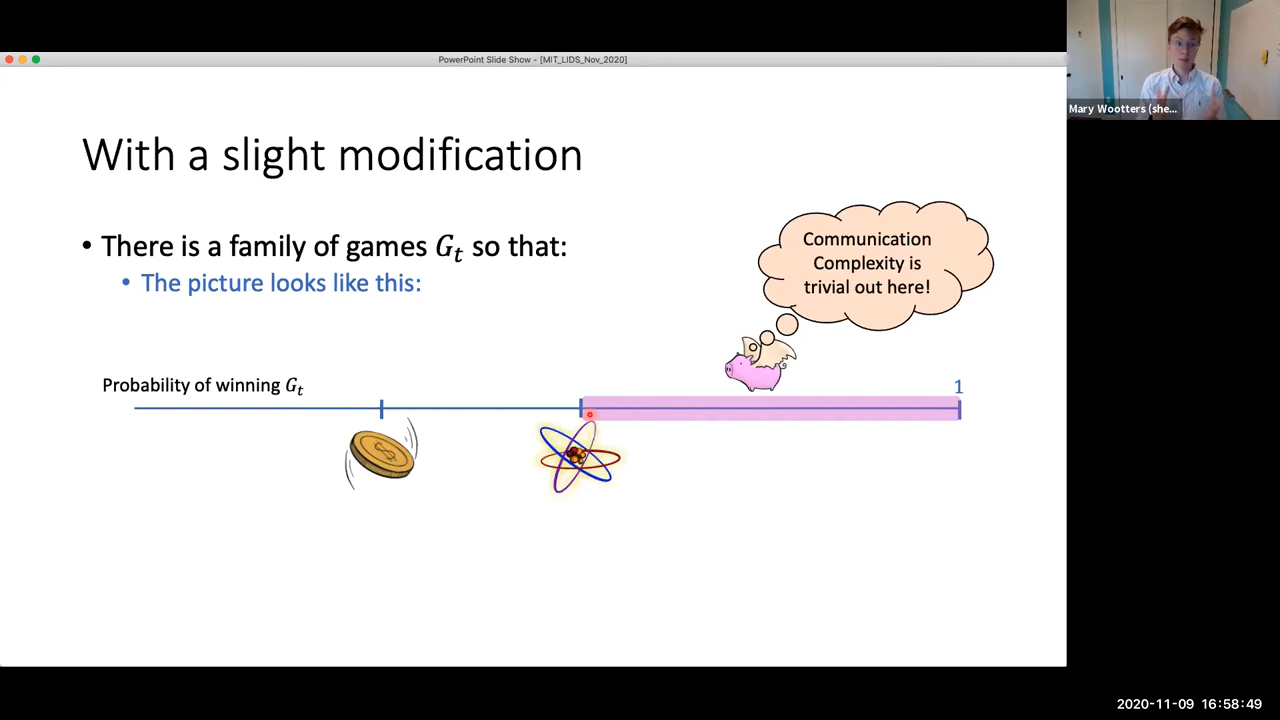 PowerPoint Slide Show - [MIT_LIDS_Nov_2020]
Mary Wootters (she...
With a slight modification
• There is a family of games G_t so that:
• The picture looks like this:
Communication
Complexity is
trivial out here!
Probability of winning G_t
1
$
2020-11-09 16:58:49